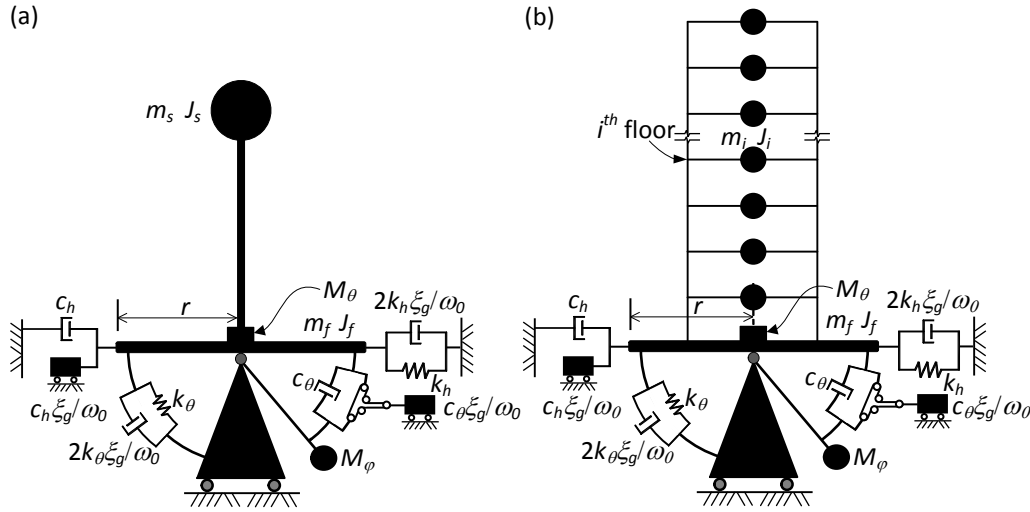 (a)
(b)
m_s J_s
i^th floor
m_i J_i
c_h
r
M_θ
2k_hξ_g/ω_0
m_f J_f
c_θ
k_h
k_θ
c_hξ_g/ω_0
c_θξ_g/ω_0
2k_θξ_g/ω_0
M_φ
c_h
r
M_θ
2k_hξ_g/ω_0
m_f J_f
c_θ
k_h
k_θ
c_hξ_g/ω_0
c_θξ_g/ω_0
2k_θξ_g/ω_0
M_φ